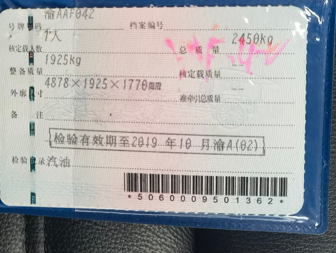 号牌号码 渝AAF042 档案编号
核定载人数 5人 总质量 2450kg
整备质量 1925kg 核定载质量 --
外廓尺寸 4878×1925×1770mm 准牵引总质量 --
备注
检验有效期至2019年10月渝A(02)
检验记录 汽油
*5060009501362*